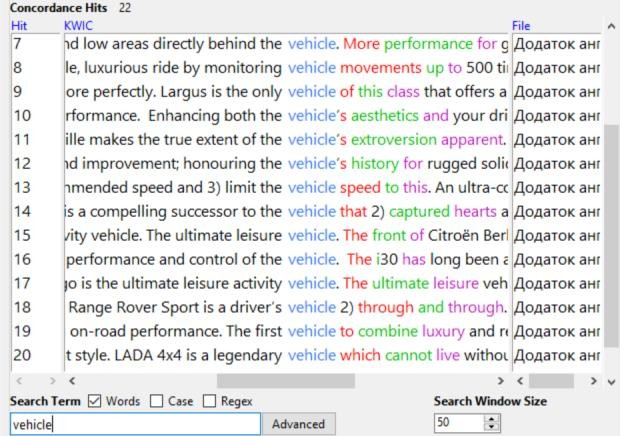 Concordance Hits 22
Hit KWIC File
7 nd low areas directly behind the vehicle. More performance for g Додаток анг
8 le, luxurious ride by monitoring vehicle movements up to 500 ti Додаток анг
9 ore perfectly. Largus is the only vehicle of this class that offers a Додаток анг
10 rformance. Enhancing both the vehicle's aesthetics and your dri Додаток анг
11 ille makes the true extent of the vehicle's extroversion apparent. Додаток анг
12 nd improvement; honouring the vehicle's history for rugged soli Додаток анг
13 mmended speed and 3) limit the vehicle speed to this. An ultra-co Додаток анг
14 is a compelling successor to the vehicle that 2) captured hearts a Додаток анг
15 vity vehicle. The ultimate leisure vehicle. The front of Citroën Berl Додаток анг
16 performance and control of the vehicle. The i30 has long been a Додаток анг
17 go is the ultimate leisure activity vehicle. The ultimate leisure veh Додаток анг
18 Range Rover Sport is a driver's vehicle 2) through and through. Додаток анг
19 on-road performance. The first vehicle to combine luxury and re Додаток анг
20 t style. LADA 4x4 is a legendary vehicle which cannot live withou Додаток анг
Search Term Words Case Regex Search Window Size
vehicle Advanced 50